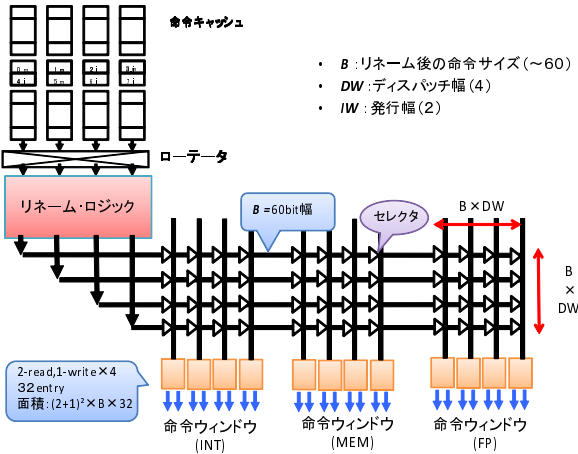 命令キャッシュ
• B：リネーム後の命令サイズ（～60）
• DW：ディスパッチ幅（4）
• IW：発行幅（2）
ローテータ
リネーム・ロジック
B =60bit幅
セレクタ
B×DW
B
×
DW
2-read,1-write×4
32entry
面積：(2+1)²×B×32
命令ウィンドウ
(INT)
命令ウィンドウ
(MEM)
命令ウィンドウ
(FP)